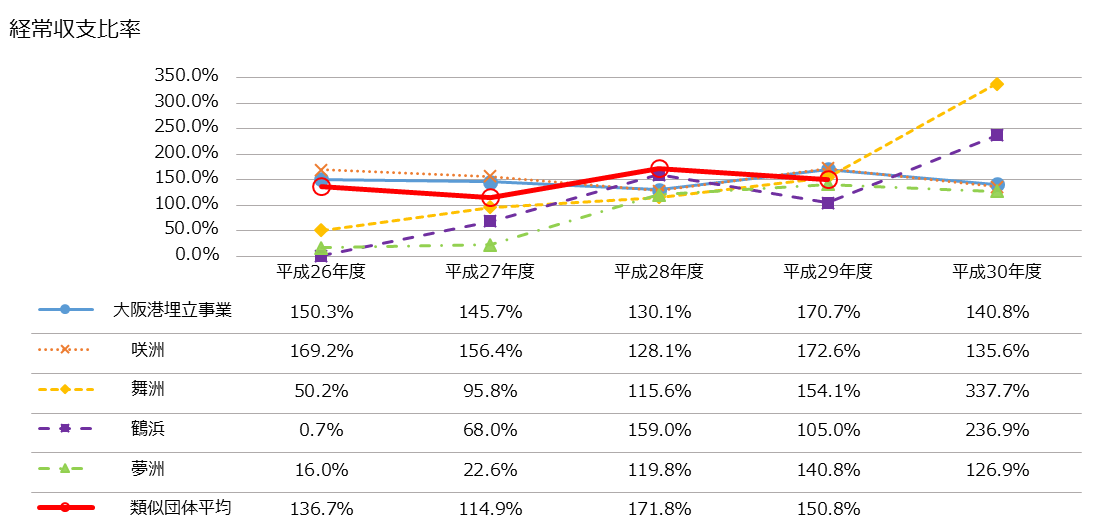 経常収支比率
350.0%
300.0%
250.0%
200.0%
150.0%
100.0%
50.0%
0.0%
平成26年度 平成27年度 平成28年度 平成29年度 平成30年度
大阪港埋立事業 150.3% 145.7% 130.1% 170.7% 140.8%
咲洲 169.2% 156.4% 128.1% 172.6% 135.6%
舞洲 50.2% 95.8% 115.6% 154.1% 337.7%
鶴浜 0.7% 68.0% 159.0% 105.0% 236.9%
夢洲 16.0% 22.6% 119.8% 140.8% 126.9%
類似団体平均 136.7% 114.9% 171.8% 150.8%